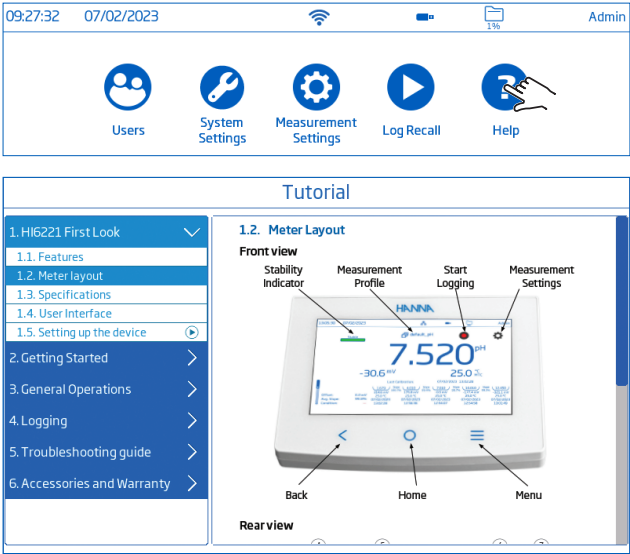 09:27:32 07/02/2023 1% Admin
Users
System Settings
Measurement Settings
Log Recall
Help
Tutorial
1. HI6221 First Look
1.1. Features
1.2. Meter layout
1.3. Specifications
1.4. User Interface
1.5. Setting up the device
2. Getting Started
3. General Operations
4. Logging
5. Troubleshooting guide
6. Accessories and Warranty
1.2. Meter Layout
Front view
Stability Indicator
Measurement Profile
Start Logging
Measurement Settings
HANNA
default_pH
7.520 pH
-30.6 mV
25.0 °C
Back
Home
Menu
Rear view